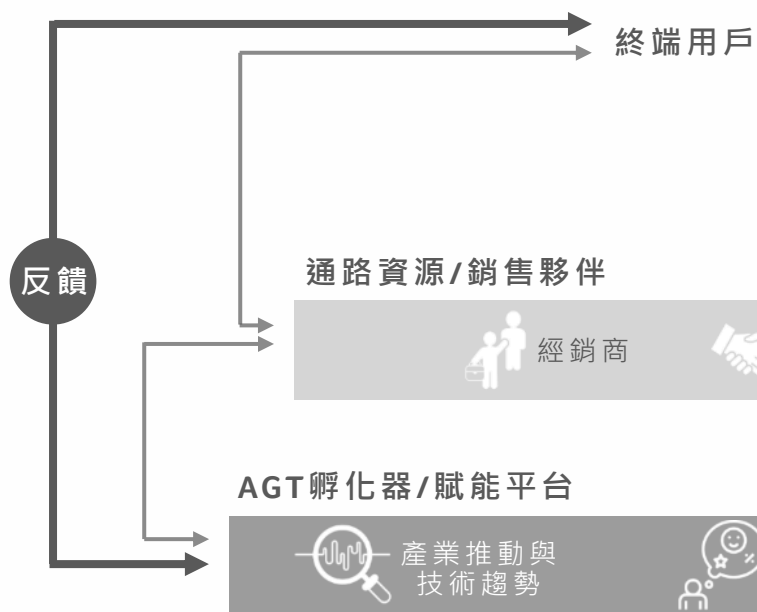 終端用戶
反饋
通路資源/銷售夥伴
經銷商
AGT孵化器/賦能平台
產業推動與
技術趨勢